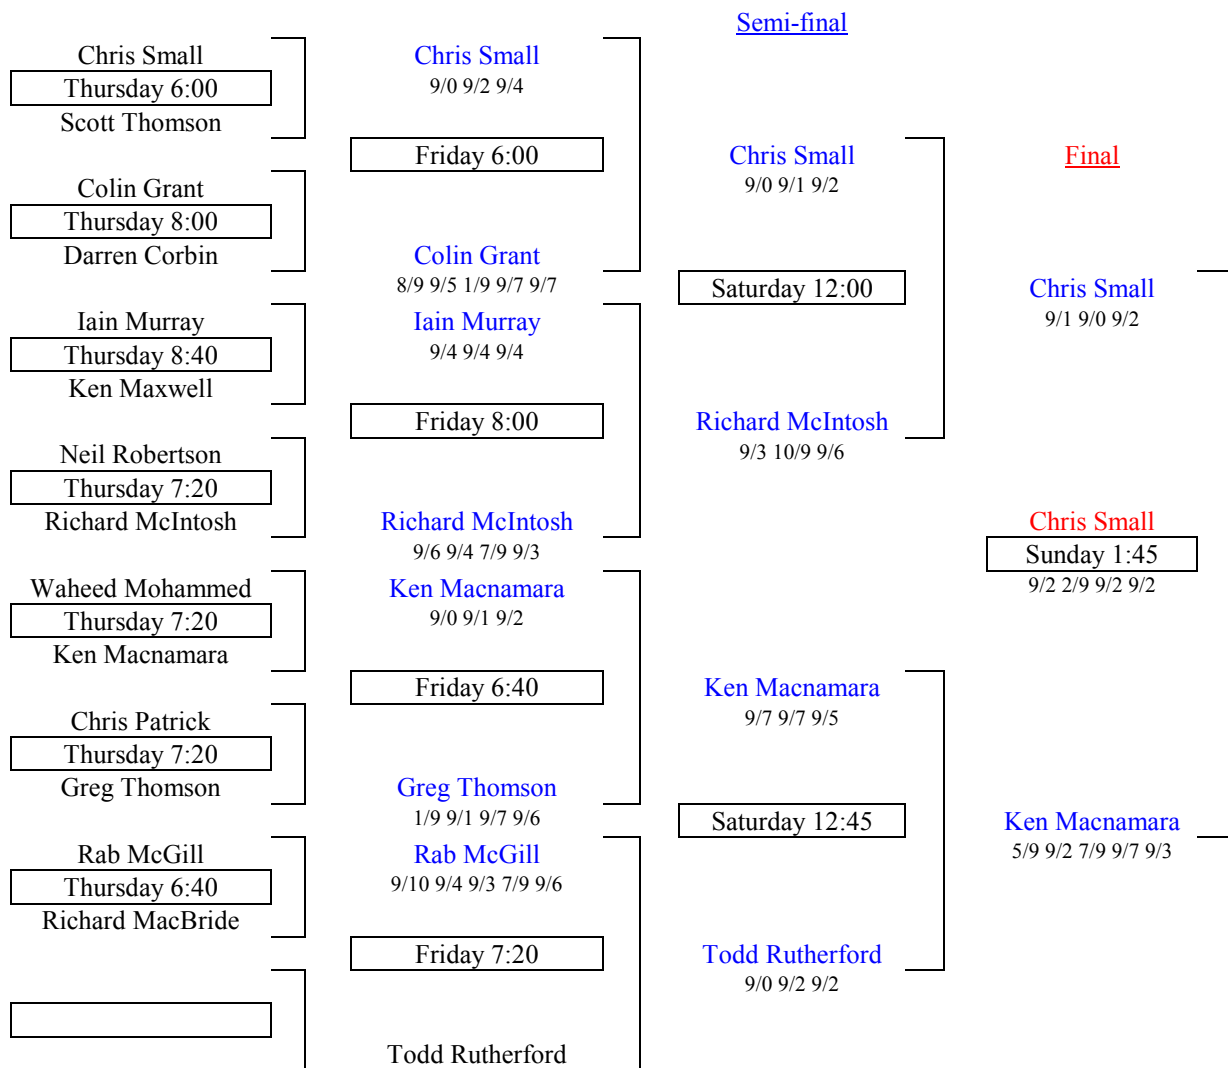 Semi-final
Chris Small
Thursday 6:00
Scott Thomson
Colin Grant
Thursday 8:00
Darren Corbin
Iain Murray
Thursday 8:40
Ken Maxwell
Neil Robertson
Thursday 7:20
Richard McIntosh
Waheed Mohammed
Thursday 7:20
Ken Macnamara
Chris Patrick
Thursday 7:20
Greg Thomson
Rab McGill
Thursday 6:40
Richard MacBride
Chris Small
9/0 9/2 9/4
Friday 6:00
Colin Grant
8/9 9/5 1/9 9/7 9/7
Iain Murray
9/4 9/4 9/4
Friday 8:00
Richard McIntosh
9/6 9/4 7/9 9/3
Ken Macnamara
9/0 9/1 9/2
Friday 6:40
Greg Thomson
1/9 9/1 9/7 9/6
Rab McGill
9/10 9/4 9/3 7/9 9/6
Friday 7:20
Todd Rutherford
Chris Small
9/0 9/1 9/2
Saturday 12:00
Richard McIntosh
9/3 10/9 9/6
Ken Macnamara
9/7 9/7 9/5
Saturday 12:45
Todd Rutherford
9/0 9/2 9/2
Final
Chris Small
9/1 9/0 9/2
Chris Small
Sunday 1:45
9/2 2/9 9/2 9/2
Ken Macnamara
5/9 9/2 7/9 9/7 9/3